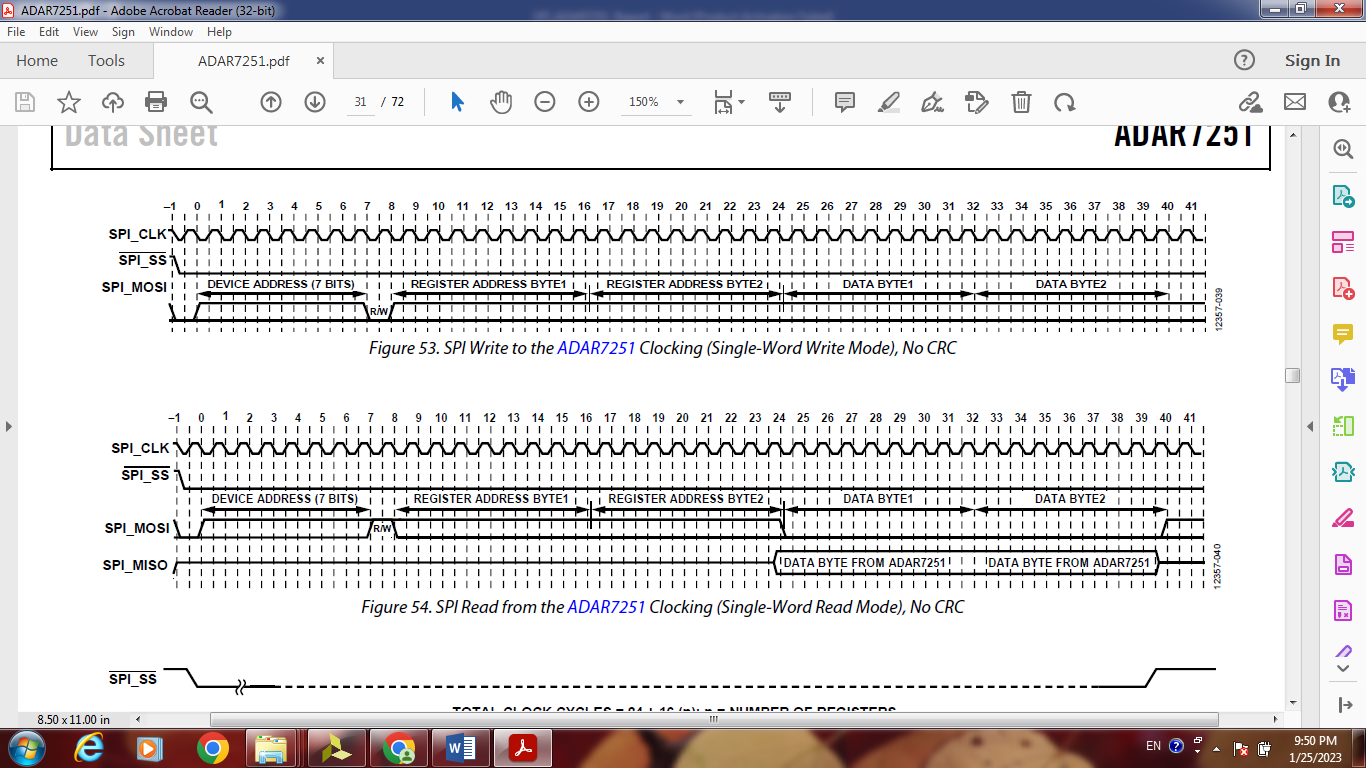 ADAR7251.pdf - Adobe Acrobat Reader (32-bit)
File Edit View Sign Window Help
Home Tools ADAR7251.pdf × ? Sign In
31 / 72 150%
Data Sheet ADAR7251
–1 0 1 2 3 4 5 6 7 8 9 10 11 12 13 14 15 16 17 18 19 20 21 22 23 24 25 26 27 28 29 30 31 32 33 34 35 36 37 38 39 40 41
SPI_CLK
SPI_SS
SPI_MOSI DEVICE ADDRESS (7 BITS) REGISTER ADDRESS BYTE1 REGISTER ADDRESS BYTE2 DATA BYTE1 DATA BYTE2
R/W
12357-039
Figure 53. SPI Write to the ADAR7251 Clocking (Single-Word Write Mode), No CRC
–1 0 1 2 3 4 5 6 7 8 9 10 11 12 13 14 15 16 17 18 19 20 21 22 23 24 25 26 27 28 29 30 31 32 33 34 35 36 37 38 39 40 41
SPI_CLK
SPI_SS
DEVICE ADDRESS (7 BITS) REGISTER ADDRESS BYTE1 REGISTER ADDRESS BYTE2 DATA BYTE1 DATA BYTE2
SPI_MOSI R/W
SPI_MISO DATA BYTE FROM ADAR7251 DATA BYTE FROM ADAR7251
12357-040
Figure 54. SPI Read from the ADAR7251 Clocking (Single-Word Read Mode), No CRC
SPI_SS
8.50 x 11.00 in
EN 9:50 PM
1/25/2023